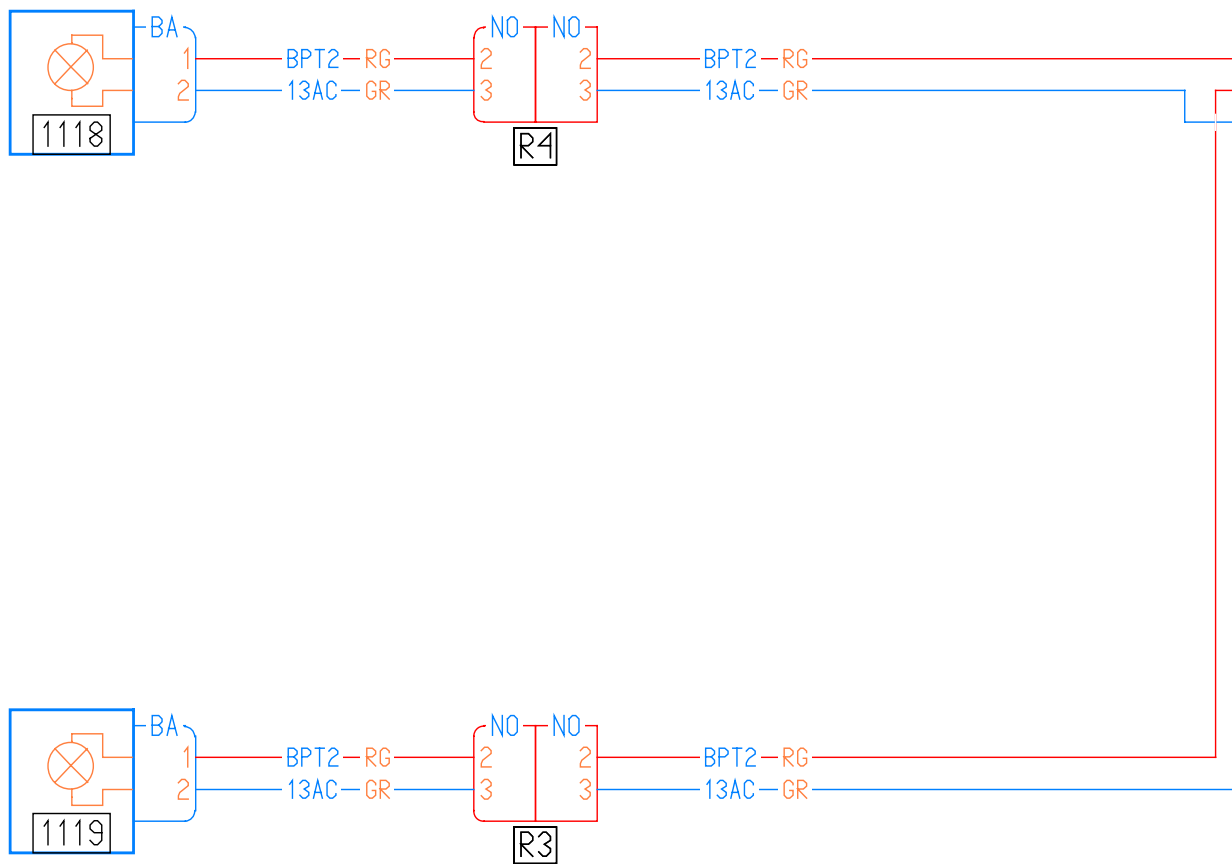 BA NO NO
1 BPT2 RG 2 2 BPT2 RG
2 13AC GR 3 3 13AC GR
1118 R4
BA NO NO
1 BPT2 RG 2 2 BPT2 RG
2 13AC GR 3 3 13AC GR
1119 R3